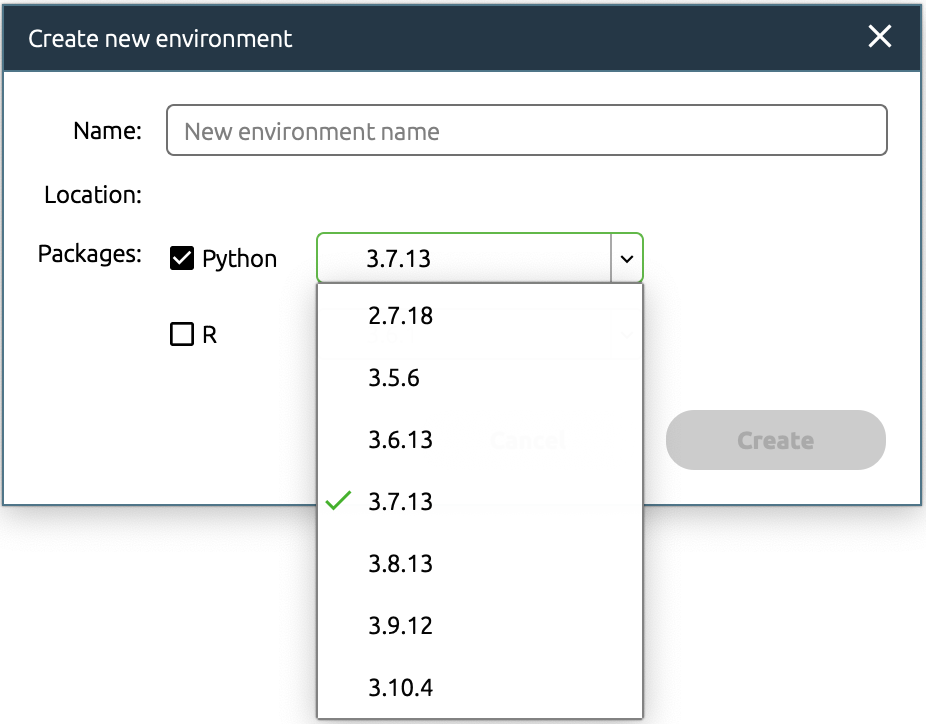 Create new environment
Name: New environment name
Location:
Packages: Python 3.7.13
R
2.7.18
3.5.6
3.6.13
Cancel
Create
3.7.13
3.8.13
3.9.12
3.10.4